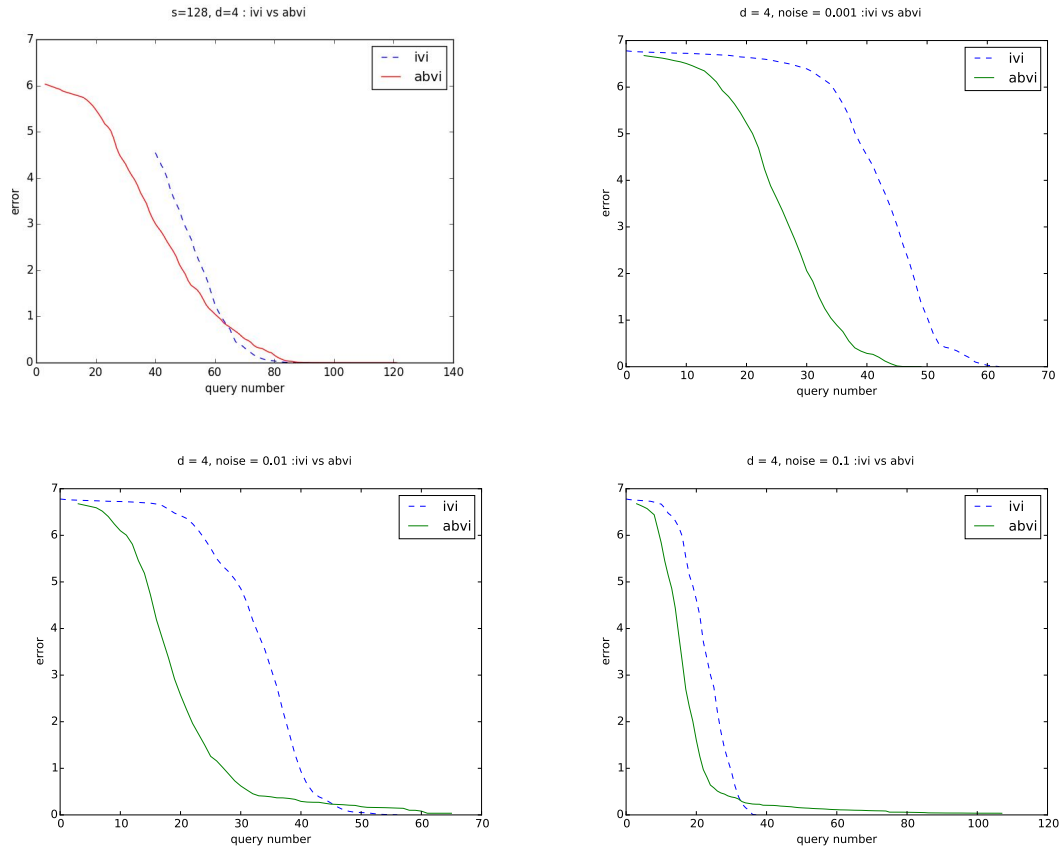 s=128, d=4 : ivi vs abvi
7
6
5
4
3
2
1
0
error
0 20 40 60 80 100 120 140
query number
ivi
abvi
d = 4, noise = 0.001 :ivi vs abvi
7
6
5
4
3
2
1
0
error
0 10 20 30 40 50 60 70
query number
ivi
abvi
d = 4, noise = 0.01 :ivi vs abvi
7
6
5
4
3
2
1
0
error
0 10 20 30 40 50 60 70
query number
ivi
abvi
d = 4, noise = 0.1 :ivi vs abvi
7
6
5
4
3
2
1
0
error
0 20 40 60 80 100 120
query number
ivi
abvi